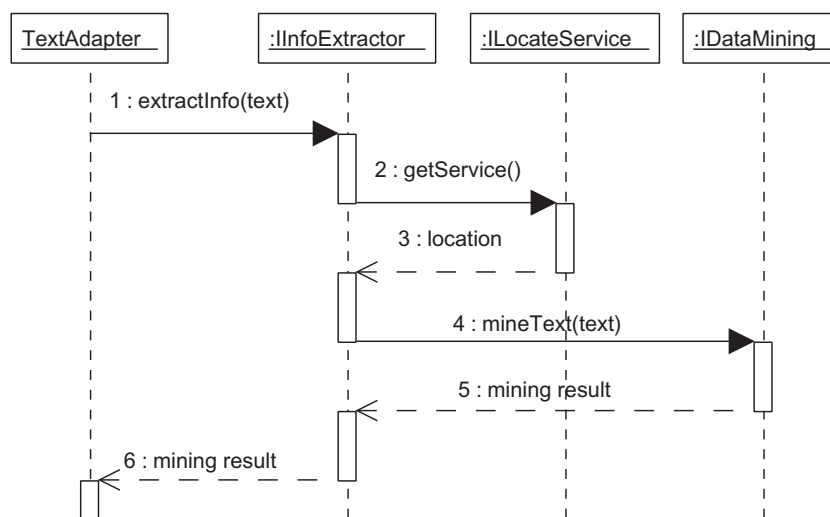 TextAdapter
:IInfoExtractor
:ILocateService
:IDataMining
1 : extractInfo(text)
2 : getService()
3 : location
4 : mineText(text)
5 : mining result
6 : mining result